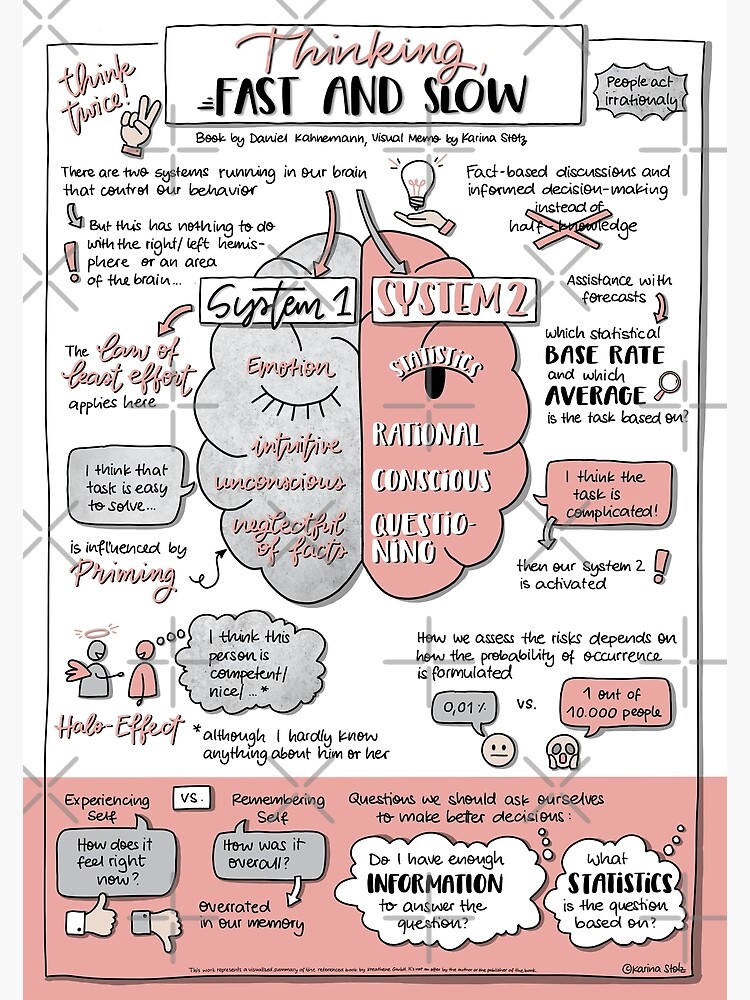 Thinking,
FAST AND SLOW
Book by Daniel Kahnemann, Visual Memo by Karina Stolz
think
twice!
People act
irrationaly
There are two systems running in our brain
that control our behavior
But this has nothing to do
with the right/left hemis-
phere or an area
of the brain...
!
Fact-based discussions and
informed decision-making
instead of
half-knowledge
System 1
SYSTEM 2
The law of
least effort
applies here
Emotion
intuitive
unconscious
neglectful
of facts
STATISTICS
RATIONAL
CONSCIOUS
QUESTIO-
NING
Assistance with
forecasts
which statistical
BASE RATE
and which
AVERAGE
is the task based on?
I think that
task is easy
to solve...
is influenced by
Priming
I think the
task is
complicated!
then our system 2
is activated
!
I think this
person is
competent/
nice/...*
Halo-Effect
*although I hardly know
anything about him or her
How we assess the risks depends on
how the probability of occurrence
is formulated
0,01 %
vs.
1 out of
10.000 people
Experiencing
Self
vs.
Remembering
Self
How does it
feel right
now?
How was it
overall?
Overrated
in our memory
Questions we should ask ourselves
to make better decisions:
Do I have enough
INFORMATION
to answer the
question?
What
STATISTICS
is the question
based on?
This work represents a visualized summary of the referenced book by kreathene GmbH. It's not an offer by the author or the publisher of the book.
©Karina Stolz